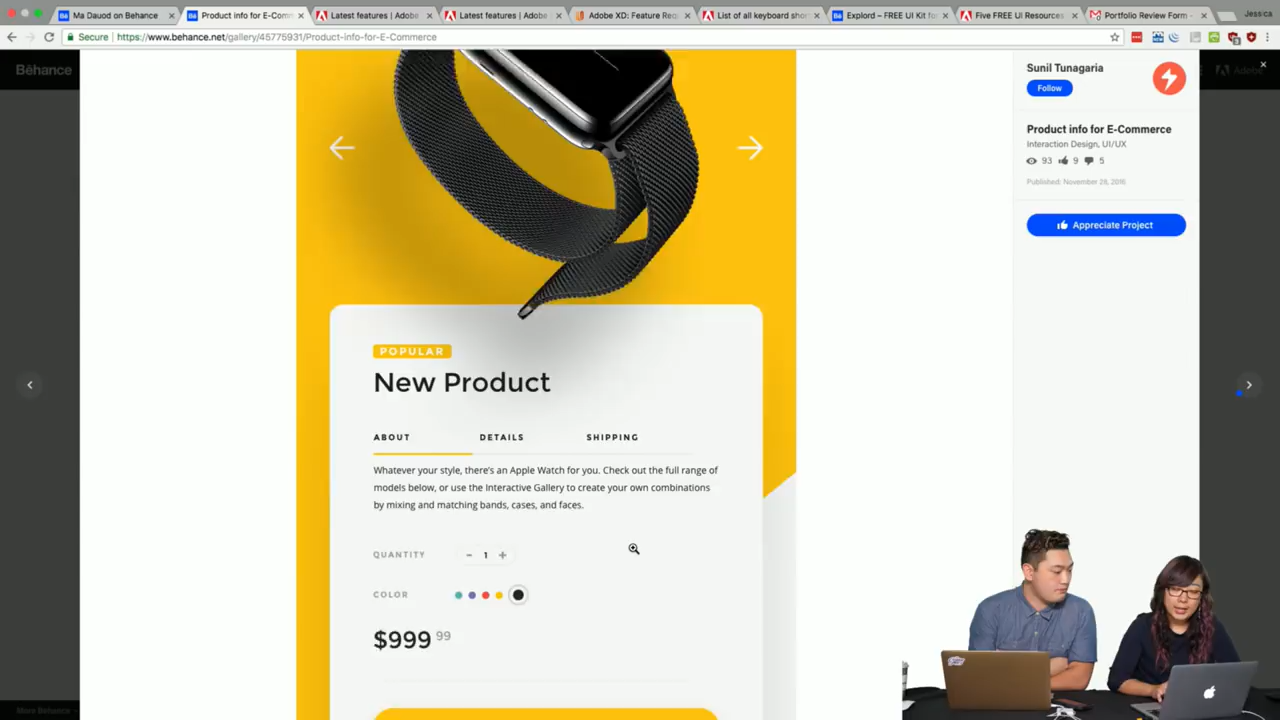 Ma Dauod on Behance
Product info for E-Comm
Latest features | Adobe
Latest features | Adobe
Adobe XD: Feature Req
List of all keyboard shor
Explord – FREE UI Kit for
Five FREE UI Resources
Portfolio Review Form -
Jessica
Secure
https://www.behance.net/gallery/45775931/Product-info-for-E-Commerce
Bēhance
Adobe
Sunil Tunagaria
Follow
Product info for E-Commerce
Interaction Design, UI/UX
93 9 5
Published: November 28, 2016
Appreciate Project
POPULAR
New Product
ABOUT DETAILS SHIPPING
Whatever your style, there's an Apple Watch for you. Check out the full range of
models below, or use the Interactive Gallery to create your own combinations
by mixing and matching bands, cases, and faces.
QUANTITY - 1 +
COLOR
$999 99
More Behance